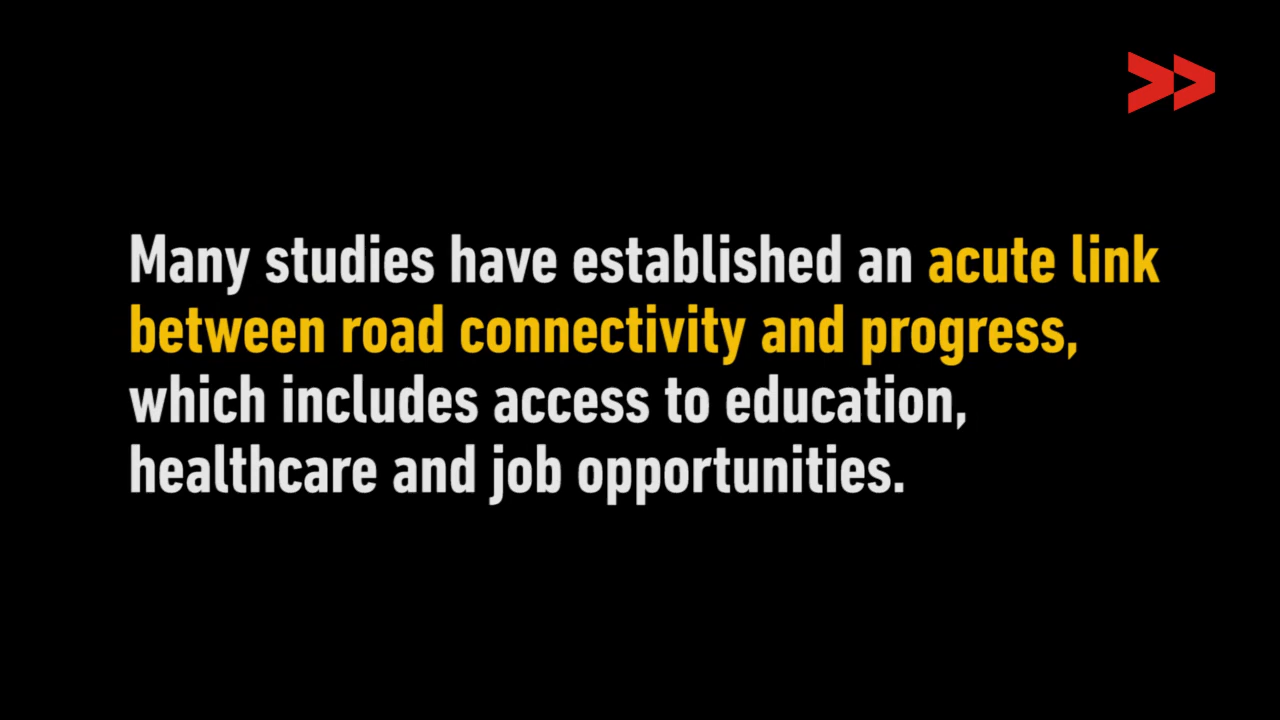 Many studies have established an acute link
between road connectivity and progress,
which includes access to education,
healthcare and job opportunities.